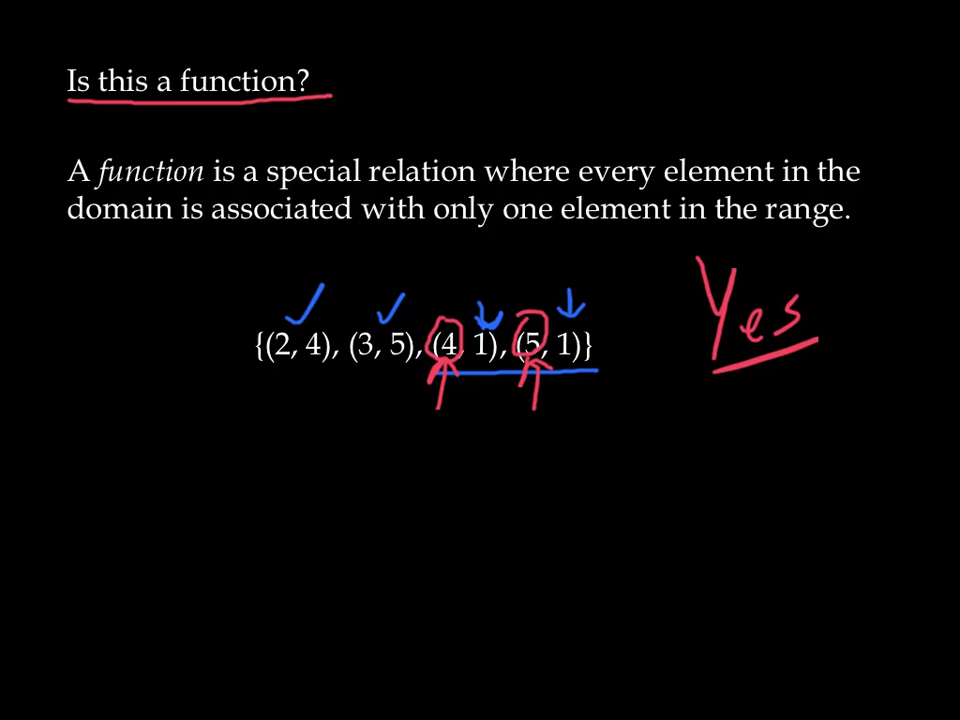 Is this a function?
A function is a special relation where every element in the
domain is associated with only one element in the range.
Yes
{(2, 4), (3, 5), (4, 1), (5, 1)}